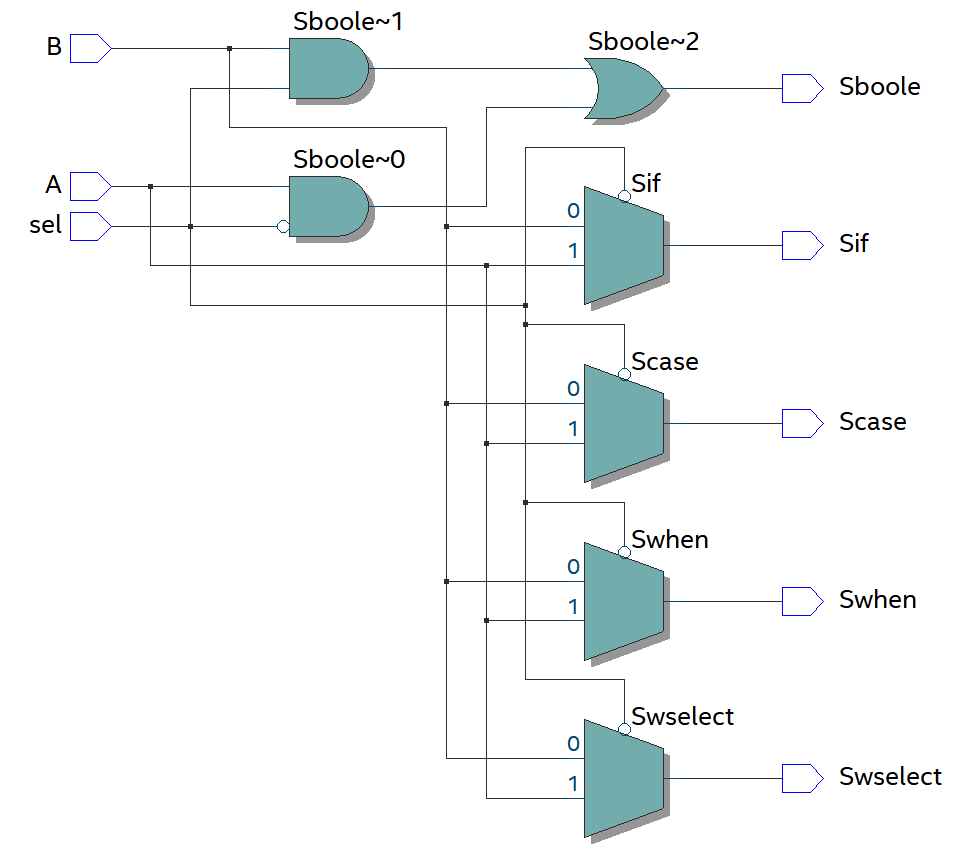 Sboole~1
B
Sboole~2
Sboole
Sboole~0
A
sel
Sif
0
1
Sif
Scase
0
1
Scase
Swhen
0
1
Swhen
Swselect
0
1
Swselect